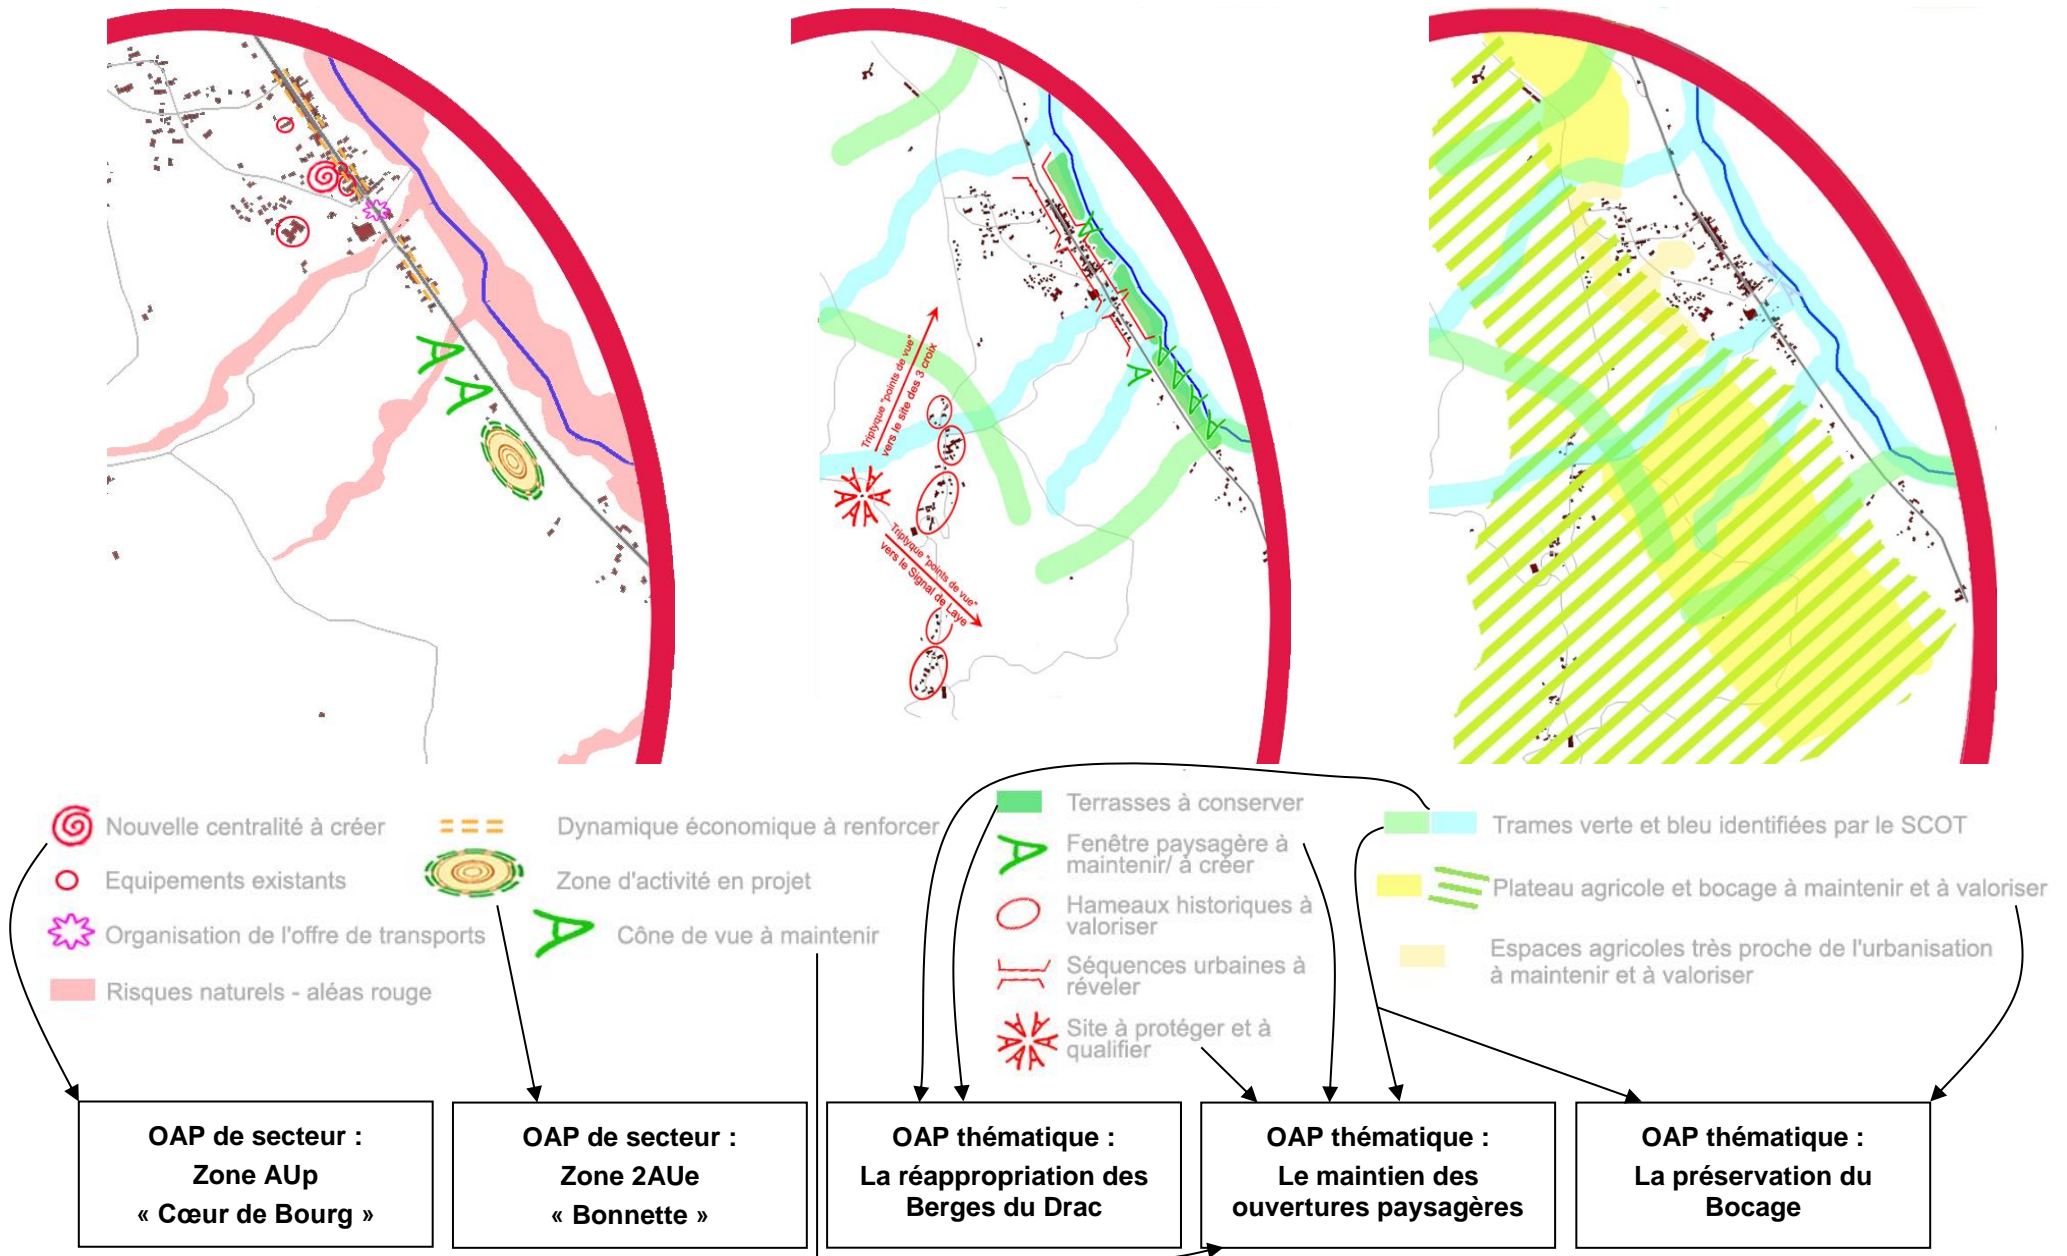 Triptyque "points de vue"
vers le site des 3 croix
Triptyque "points de vue"
vers le Signal de Laye
Nouvelle centralité à créer
Equipements existants
Organisation de l'offre de transports
Risques naturels - aléas rouge
Dynamique économique à renforcer
Zone d'activité en projet
Cône de vue à maintenir
Terrasses à conserver
Fenêtre paysagère à
maintenir/ à créer
Hameaux historiques à
valoriser
Séquences urbaines à
réveler
Site à protéger et à
qualifier
Trames verte et bleu identifiées par le SCOT
Plateau agricole et bocage à maintenir et à valoriser
Espaces agricoles très proche de l'urbanisation
à maintenir et à valoriser
OAP de secteur :
Zone AUp
« Cœur de Bourg »
OAP de secteur :
Zone 2AUe
« Bonnette »
OAP thématique :
La réappropriation des
Berges du Drac
OAP thématique :
Le maintien des
ouvertures paysagères
OAP thématique :
La préservation du
Bocage